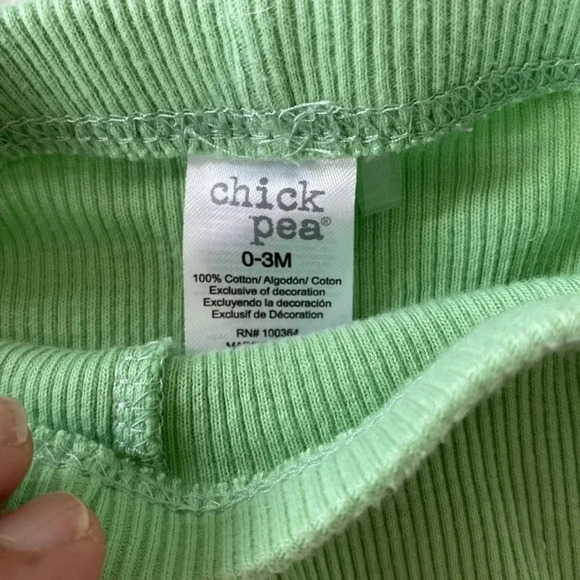 chick
pea®
0-3M
100% Cotton/ Algodón/ Coton
Exclusive of decoration
Excluyendo la decoración
Exclusif de Décoration
RN# 100364